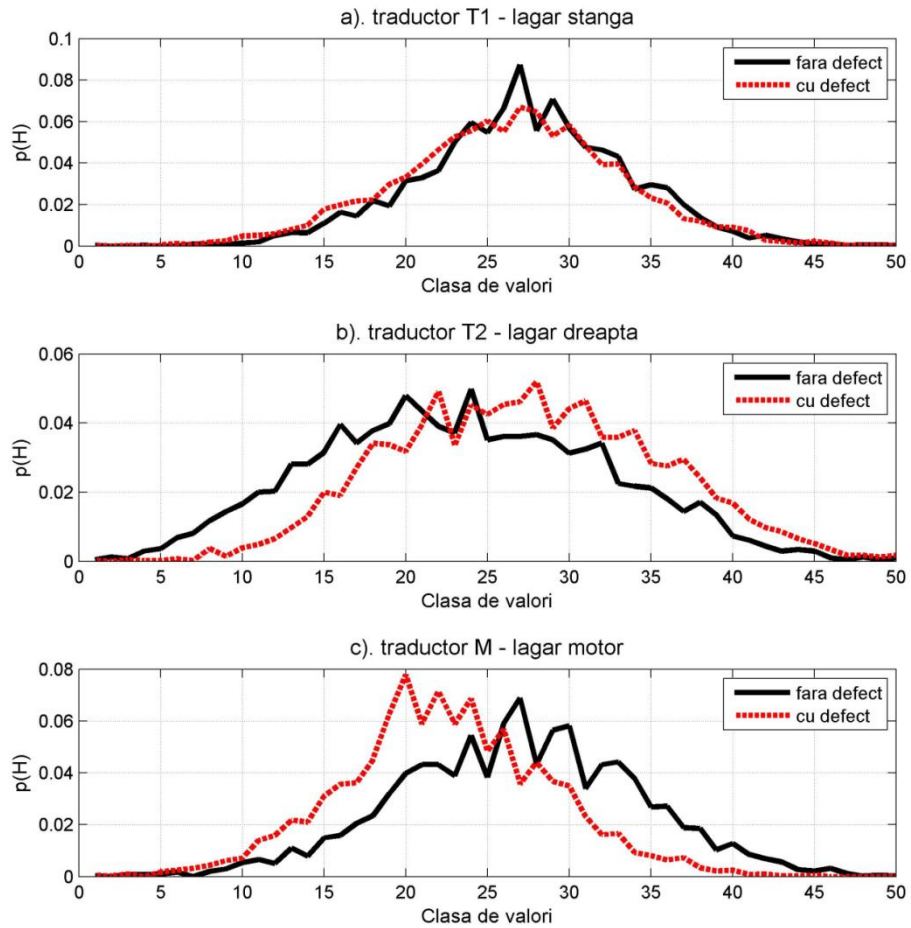 a). traductor T1 - lagar stanga
0.1
0.08
0.06
0.04
0.02
0
p(H)
fara defect
cu defect
0 5 10 15 20 25 30 35 40 45 50
Clasa de valori
b). traductor T2 - lagar dreapta
0.06
0.04
0.02
0
p(H)
fara defect
cu defect
0 5 10 15 20 25 30 35 40 45 50
Clasa de valori
c). traductor M - lagar motor
0.08
0.06
0.04
0.02
0
p(H)
fara defect
cu defect
0 5 10 15 20 25 30 35 40 45 50
Clasa de valori